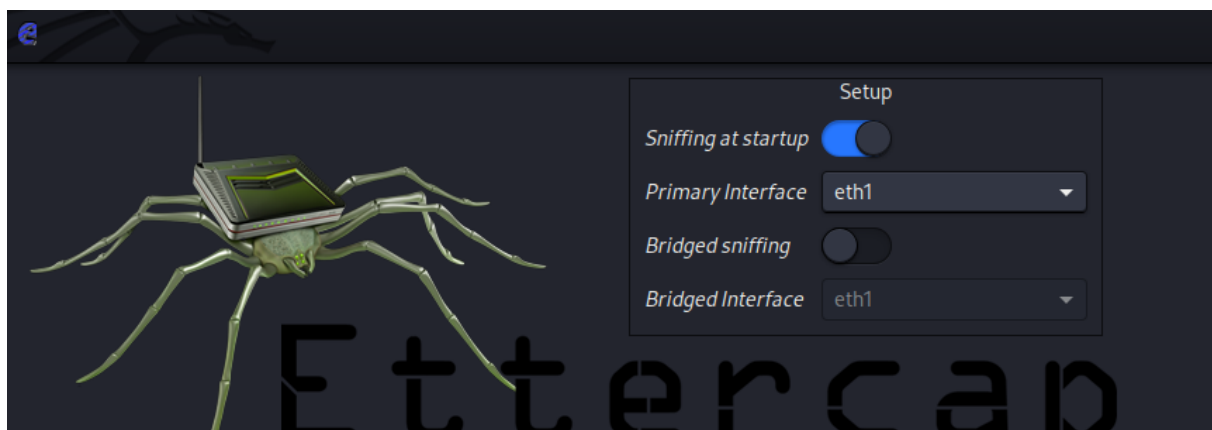 e
Setup
Sniffing at startup
Primary Interface eth1
Bridged sniffing
Bridged Interface eth1
Ettercap